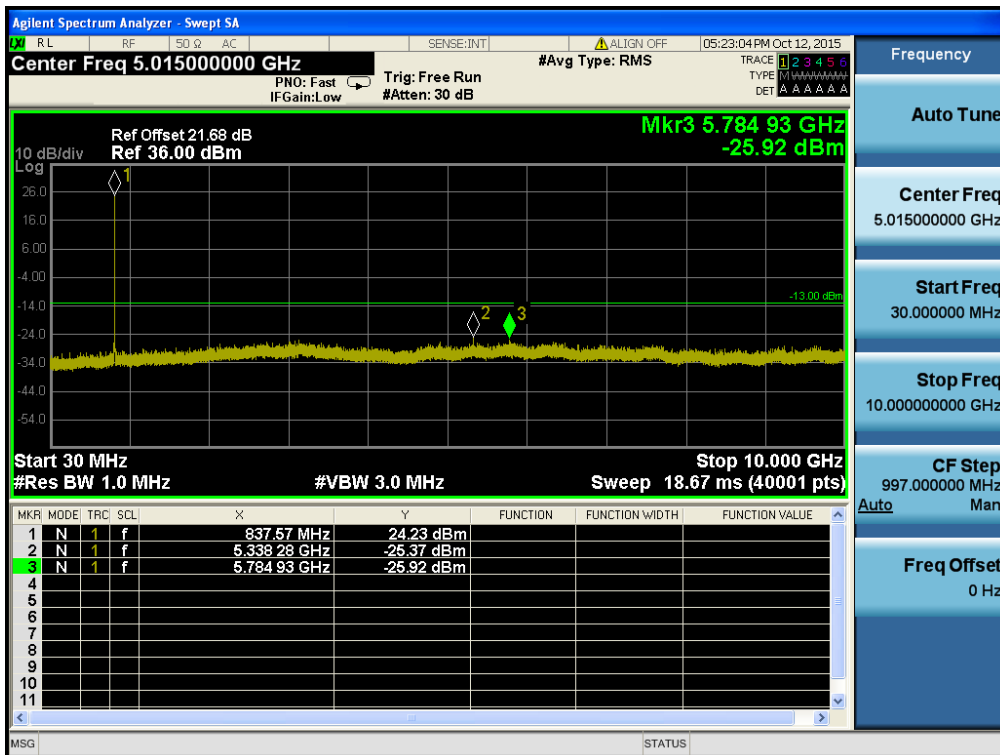 Agilent Spectrum Analyzer - Swept SA
LXI RL RF 50 Ω AC SENSE:INT ALIGN OFF 05:23:04 PM Oct 12, 2015
Center Freq 5.015000000 GHz
PNO: Fast
IFGain:Low
Trig: Free Run
#Atten: 30 dB
#Avg Type: RMS
TRACE 1 2 3 4 5 6
TYPE M
DET A A A A A A
Frequency
Auto Tune
Center Freq
5.015000000 GHz
Start Freq
30.000000 MHz
Stop Freq
10.000000000 GHz
CF Step
997.000000 MHz
Auto Man
Freq Offset
0 Hz
Mkr3 5.784 93 GHz
-25.92 dBm
Ref Offset 21.68 dB
10 dB/div Ref 36.00 dBm
Log
1
26.0
16.0
6.00
-4.00
-13.00 dBm
-14.0
2 3
-24.0
-34.0
-44.0
-54.0
Start 30 MHz Stop 10.000 GHz
#Res BW 1.0 MHz #VBW 3.0 MHz Sweep 18.67 ms (40001 pts)
MKR MODE TRC SCL X Y FUNCTION FUNCTION WIDTH FUNCTION VALUE
1 N 1 f 837.57 MHz 24.23 dBm
2 N 1 f 5.338 28 GHz -25.37 dBm
3 N 1 f 5.784 93 GHz -25.92 dBm
4
5
6
7
8
9
10
11
MSG STATUS